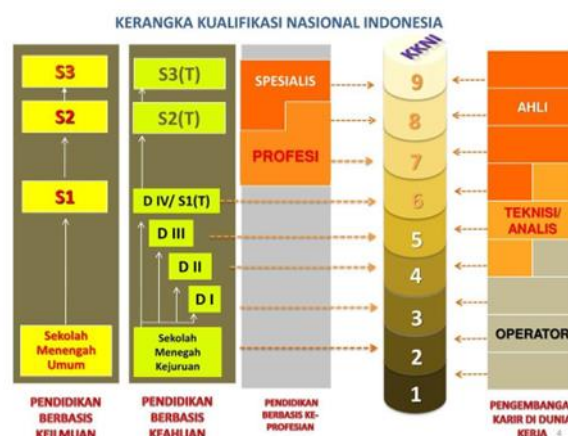 KERANGKA KUALIFIKASI NASIONAL INDONESIA
S3
S2
S1
Sekolah
Menengah
Umum
PENDIDIKAN
BERBASIS
KEILMUAN
S3(T)
S2(T)
D IV/ S1(T)
D III
D II
D I
Sekolah
Menegah
Kejuruan
PENDIDIKAN
BERBASIS
KEAHLIAN
SPESIALIS
PROFESI
PENDIDIKAN
BERBASIS KE-
PROFESIAN
KKNI
9
8
7
6
5
4
3
2
1
AHLI
TEKNISI/
ANALIS
OPERATOR
PENGEMBANGA
KARIR DI DUNIA
KERJA
4